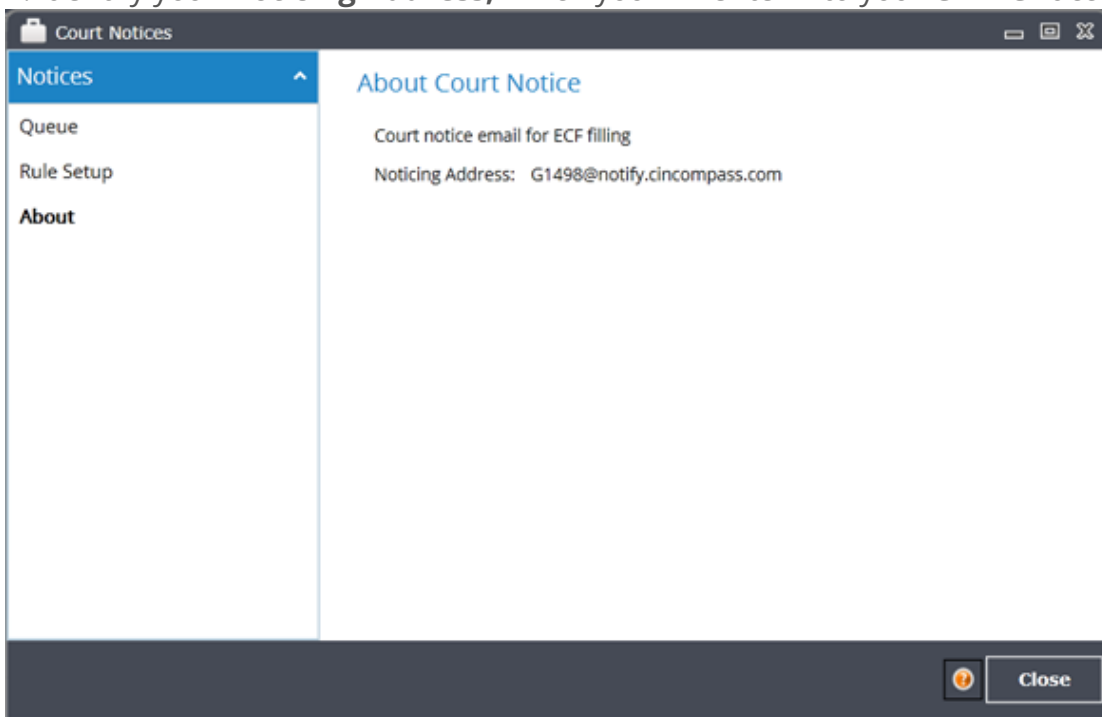 Court Notices
Notices
About Court Notice
Queue
Court notice email for ECF filling
Rule Setup
Noticing Address: G1498@notify.cincompass.com
About
Close